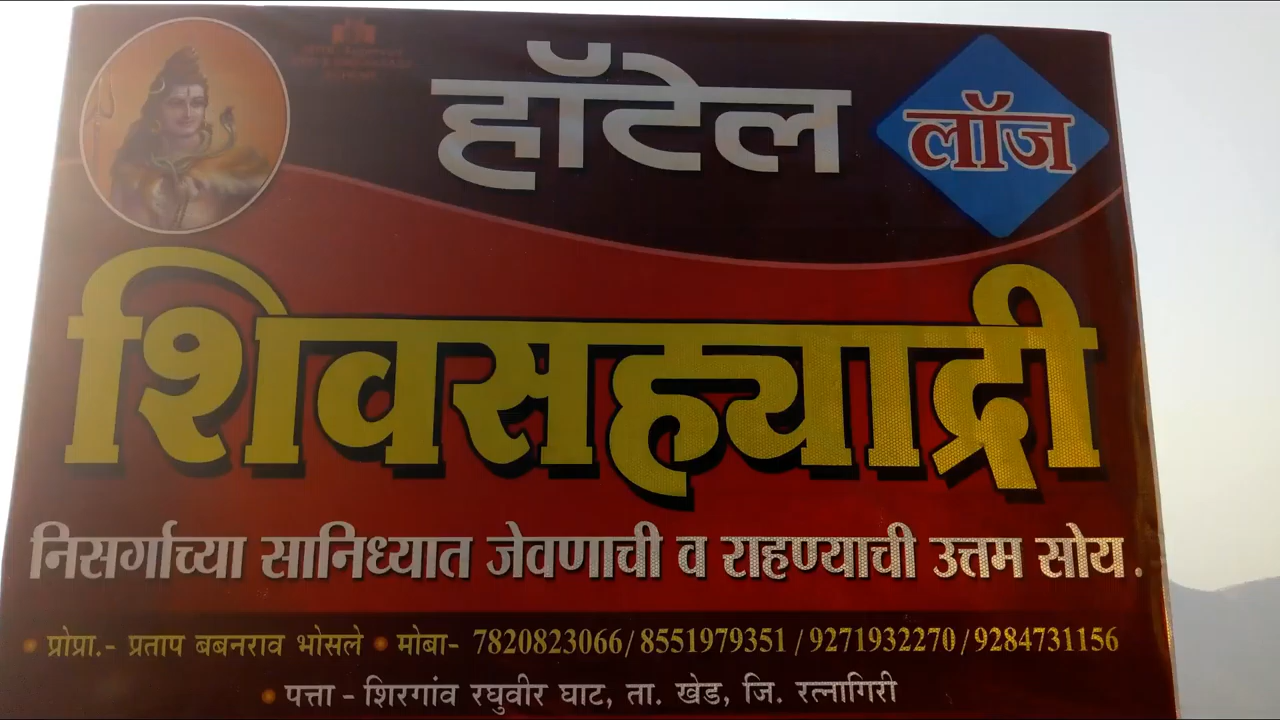 हॉटेल
लॉज
शिवसह्याद्री
निसर्गाच्या सानिध्यात जेवणाची व राहण्याची उत्तम सोय.
• प्रोप्रा.- प्रताप बबनराव भोसले • मोबा- 7820823066/8551979351/9271932270/9284731156
• पत्ता - शिरगांव रघुवीर घाट, ता. खेड, जि. रत्नागिरी